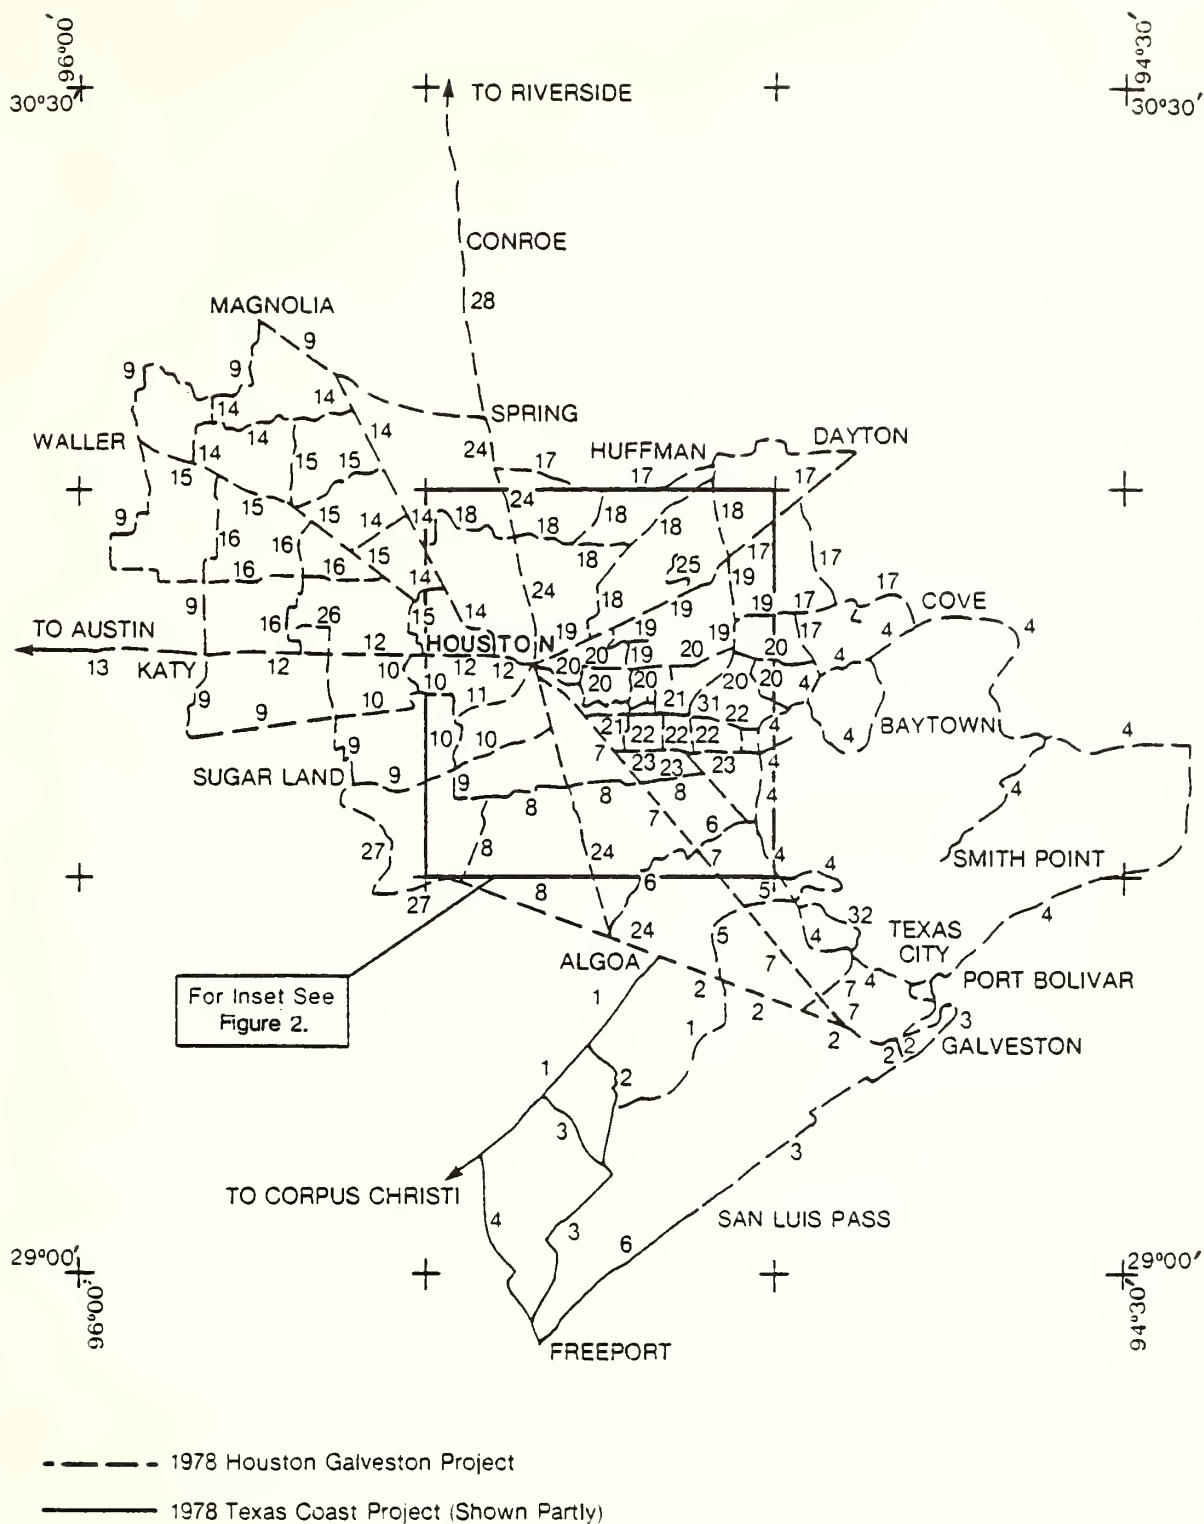 96°00′
94°30′
30°30′
TO RIVERSIDE
30°30′
CONROE
28
MAGNOLIA
9
9 9
14 14
SPRING
14 14
WALLER
24
HUFFMAN
DAYTON
14
15 15 15
17 17 17
24
9 15 15 14 14
18 18 18 18
16 16 15
18
17 17
25
16 16
14
24 19
17
9
15 14
18 19
19 17
COVE
TO AUSTIN
16 26
HOUSTON
19 19 19 17 4
4
13
KATY
12 12 12 12
20 20 19 20 20
4
10 10
20 20 20 20
4
9 9 10
11
21 31
BAYTOWN
21 22 4
4 4
10 10
22 22 22
9
7
SUGAR LAND
9 9
23 23 23 4
4
8 8 8
4
7 6
27
8
24
7 4
SMITH POINT
4
6
27
8
5
4
32
24
5
4
TEXAS
CITY
ALGOA
7
4
PORT BOLIVAR
For Inset See
Figure 2.
1
2 2
7
7
3
1
2
2 2
GALVESTON
1
2
3
3
TO CORPUS CHRISTI
4
3
SAN LUIS PASS
6
29°00′
29°00′
96°00′
94°30′
FREEPORT
1978 Houston Galveston Project
1978 Texas Coast Project (Shown Partly)